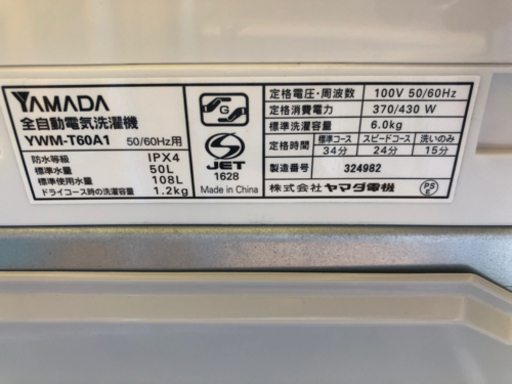 YAMADA
全自動電気洗濯機
YWM-T60A1 50/60Hz用
防水等級 IPX4
標準水量 50L
標準使用水量 108L
ドライコース時の洗濯容量 1.2kg
G
S
JET
1628
Made in China
定格電圧・周波数 100V 50/60Hz
定格消費電力 370/430 W
標準洗濯容量 6.0kg
定格時間 標準コース スピードコース 洗いのみ
34分 24分 15分
製造番号 324982
株式会社 ヤマダ電機
PS
E